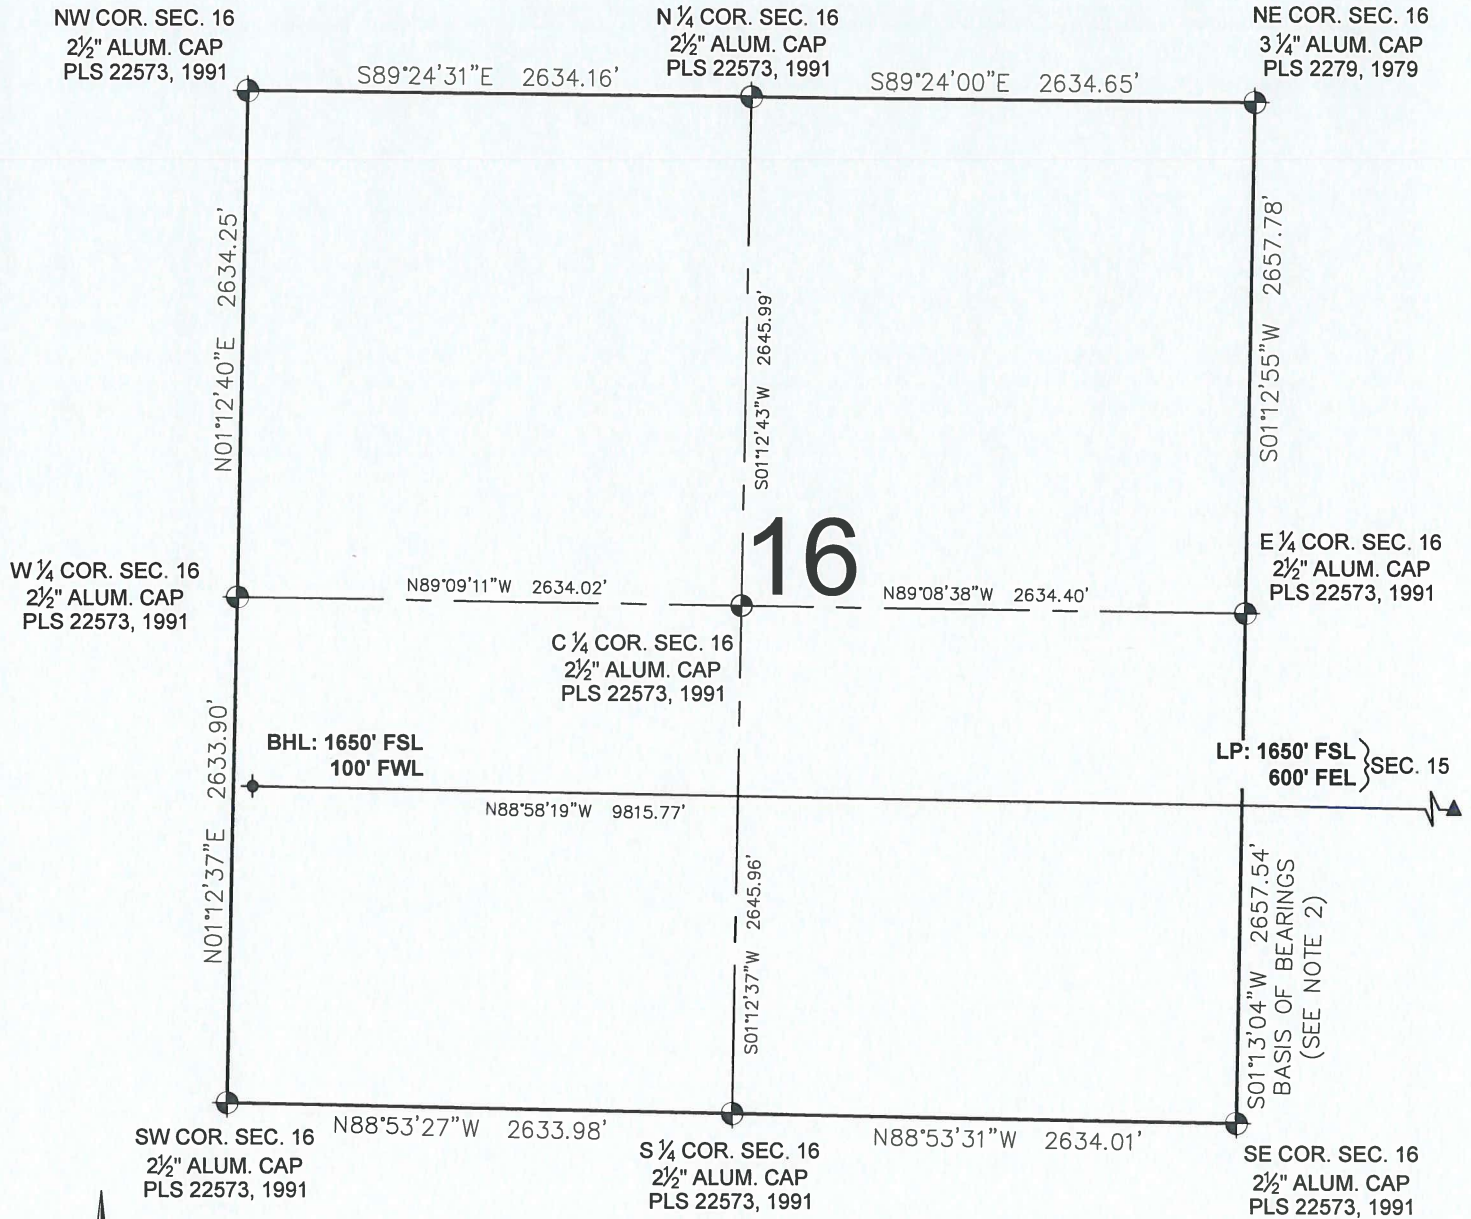 NW COR. SEC. 16
2½" ALUM. CAP
PLS 22573, 1991
N ¼ COR. SEC. 16
2½" ALUM. CAP
PLS 22573, 1991
NE COR. SEC. 16
3 ¼" ALUM. CAP
PLS 2279, 1979
S89°24'31"E 2634.16'
S89°24'00"E 2634.65'
N01°12'40"E 2634.25'
S01°12'43"W 2645.99'
S01°12'55"W 2657.78'
16
W ¼ COR. SEC. 16
2½" ALUM. CAP
PLS 22573, 1991
N89°09'11"W 2634.02'
N89°08'38"W 2634.40'
E ¼ COR. SEC. 16
2½" ALUM. CAP
PLS 22573, 1991
C ¼ COR. SEC. 16
2½" ALUM. CAP
PLS 22573, 1991
BHL: 1650' FSL
100' FWL
LP: 1650' FSL
600' FEL
SEC. 15
N88°58'19"W 9815.77'
N01°12'37"E 2633.90'
S01°12'37"W 2645.96'
S01°13'04"W 2657.54'
BASIS OF BEARINGS
(SEE NOTE 2)
SW COR. SEC. 16
2½" ALUM. CAP
PLS 22573, 1991
N88°53'27"W 2633.98'
S ¼ COR. SEC. 16
2½" ALUM. CAP
PLS 22573, 1991
N88°53'31"W 2634.01'
SE COR. SEC. 16
2½" ALUM. CAP
PLS 22573, 1991